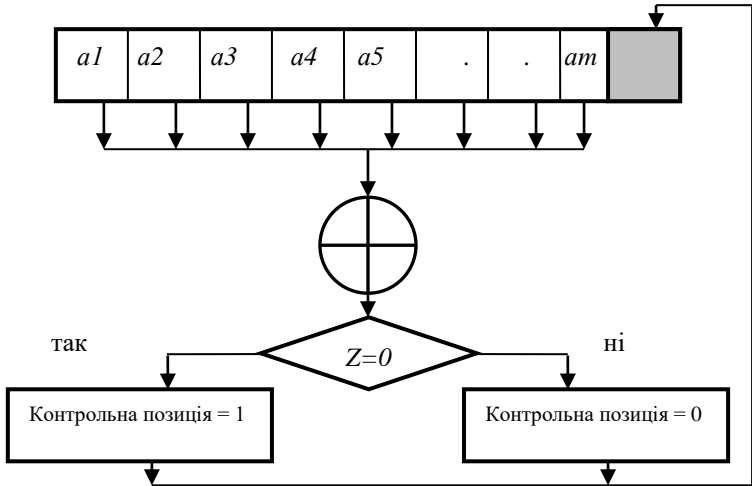 a1 a2 a3 a4 a5 . . am
так ні
Z=0
Контрольна позиція = 1 Контрольна позиція = 0